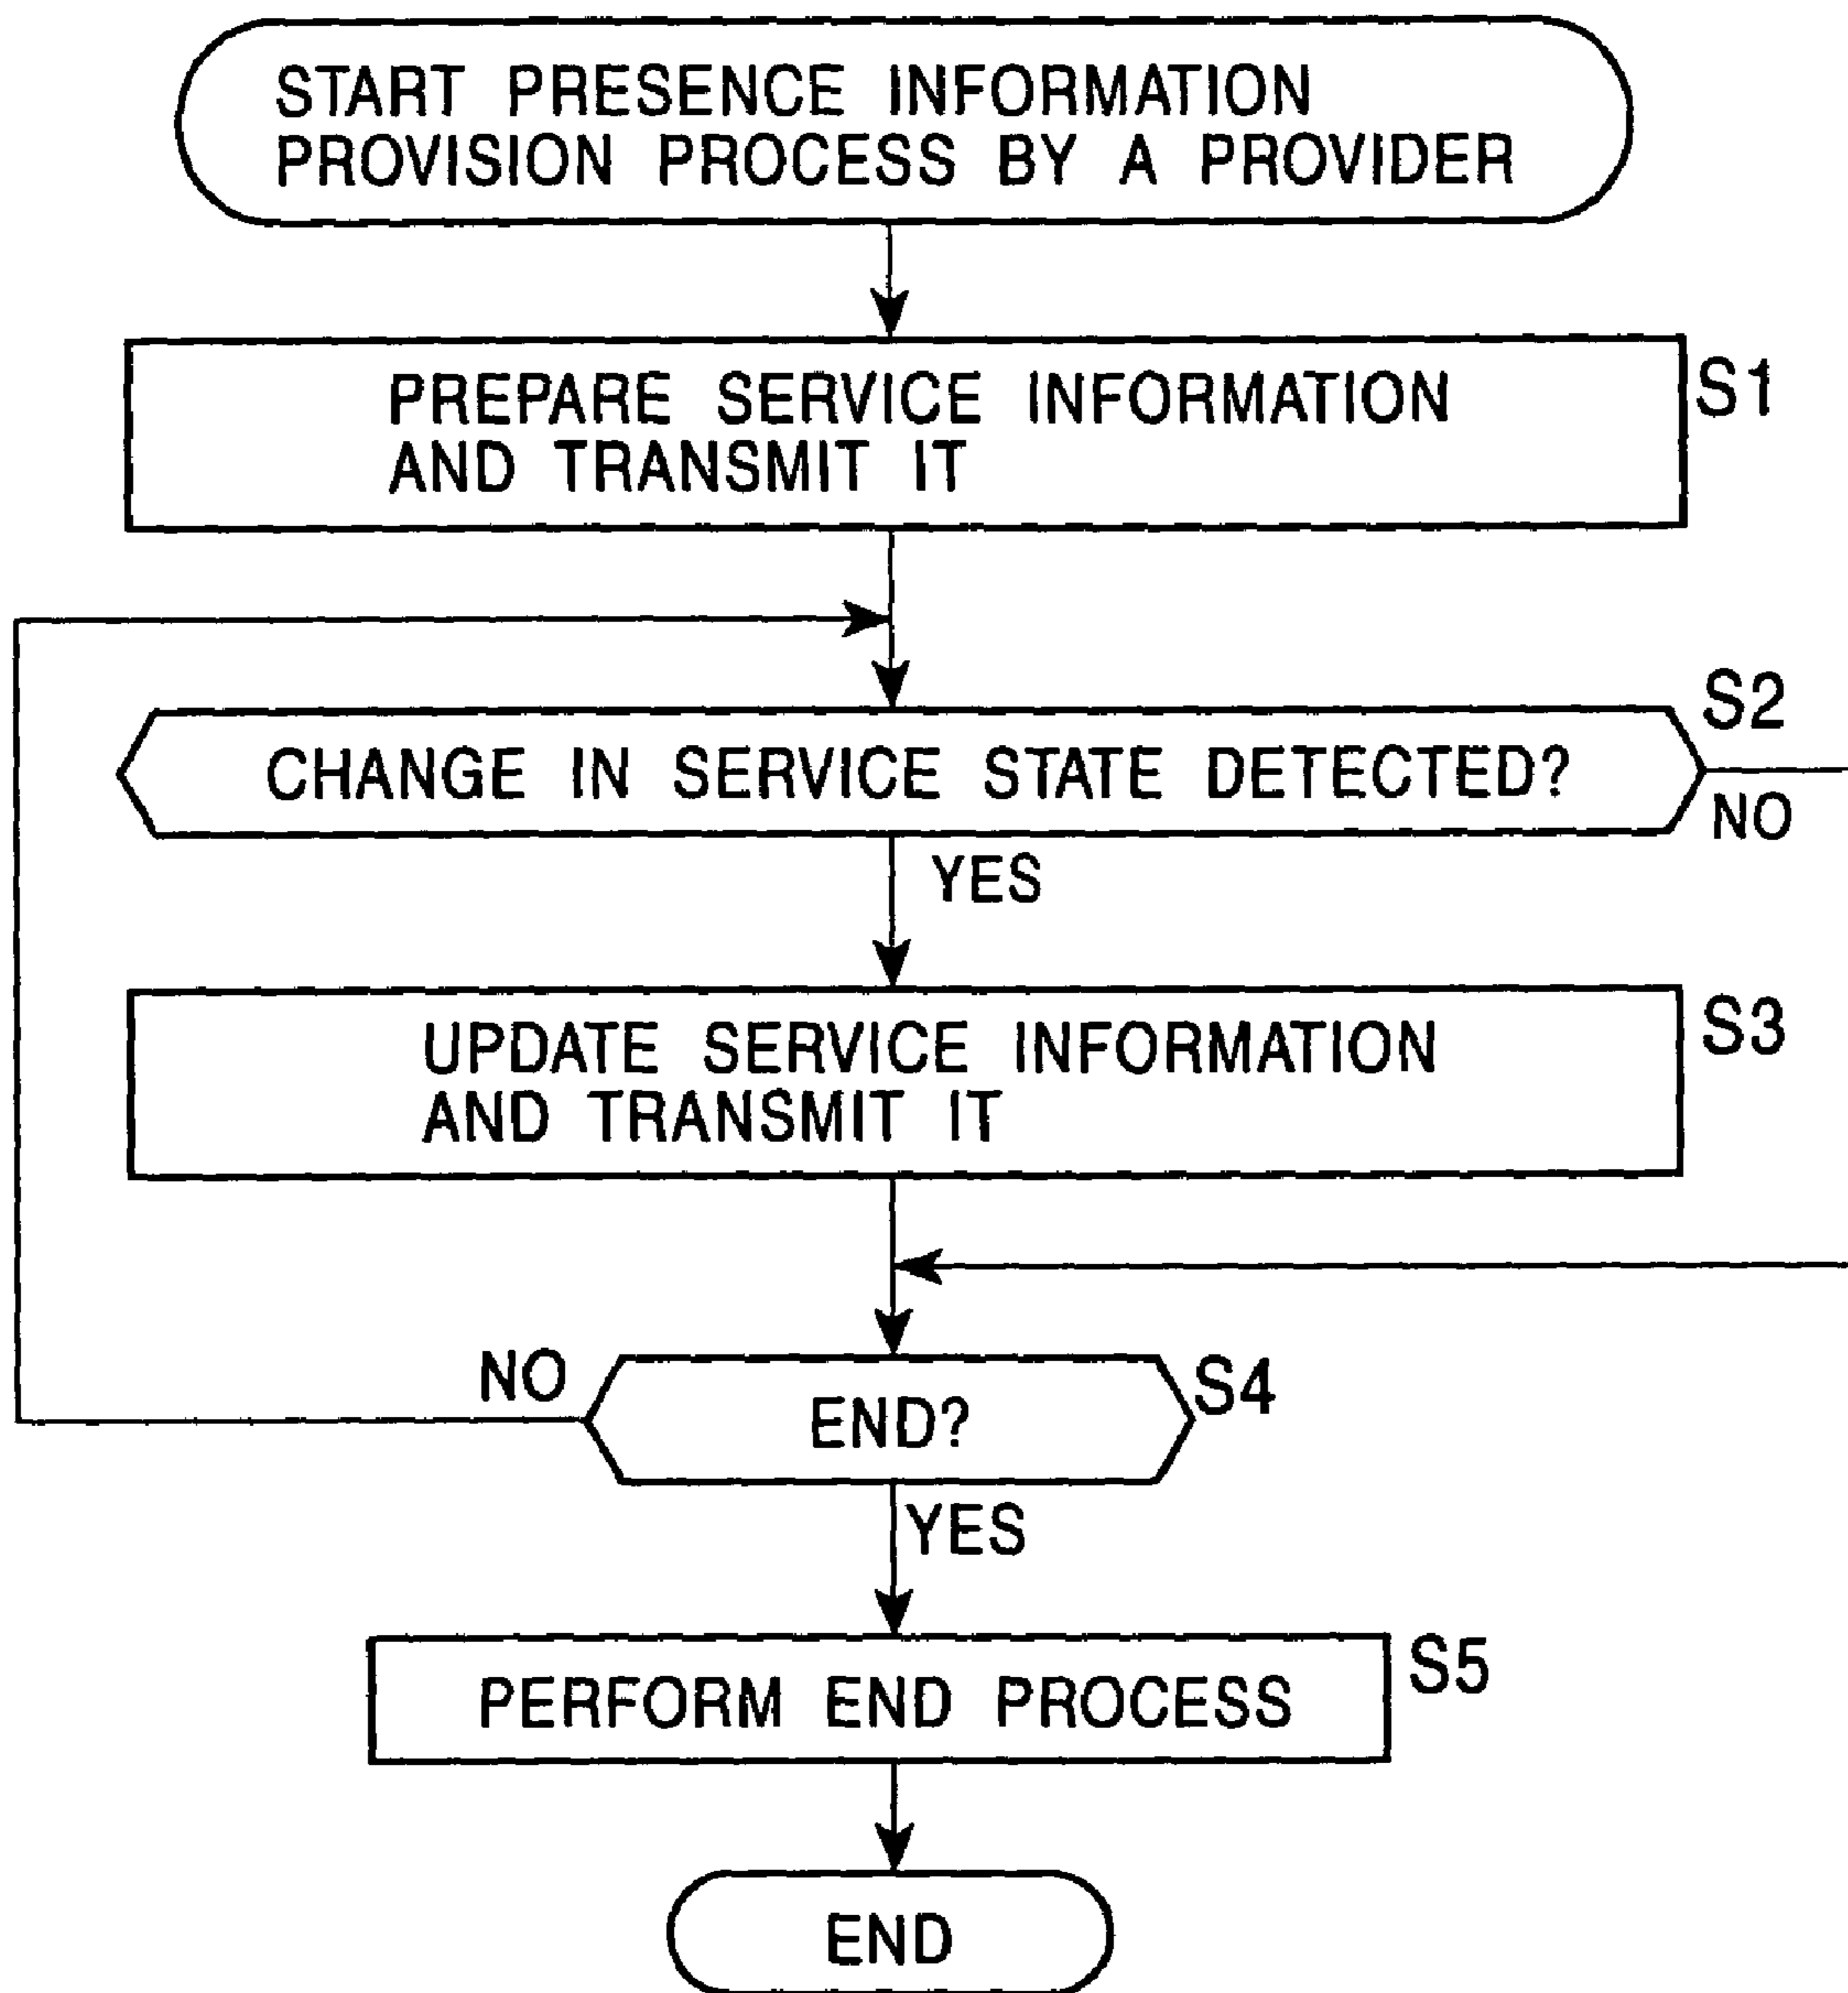 START PRESENCE INFORMATION
PROVISION PROCESS BY A PROVIDER
PREPARE SERVICE INFORMATION
AND TRANSMIT IT
S1
S2
CHANGE IN SERVICE STATE DETECTED?
NO
YES
UPDATE SERVICE INFORMATION
AND TRANSMIT IT
S3
NO
END?
S4
YES
PERFORM END PROCESS
S5
END